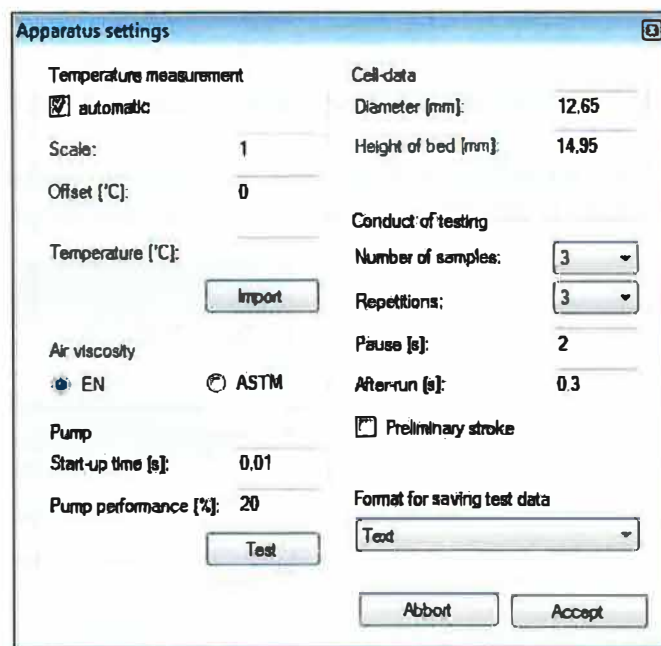 Apparatus settings
Temperature measurement
automatic
Scale: 1
Offset [°C]: 0
Temperature [°C]:
Import
Air viscosity
EN ASTM
Pump
Start-up time [s]: 0,01
Pump performance [%]: 20
Test
Cell-data
Diameter [mm]: 12,65
Height of bed [mm]: 14,95
Conduct of testing
Number of samples: 3
Repetitions: 3
Pause [s]: 2
After-run [s]: 0,3
Preliminary stroke
Format for saving test data
Text
Abbort Accept